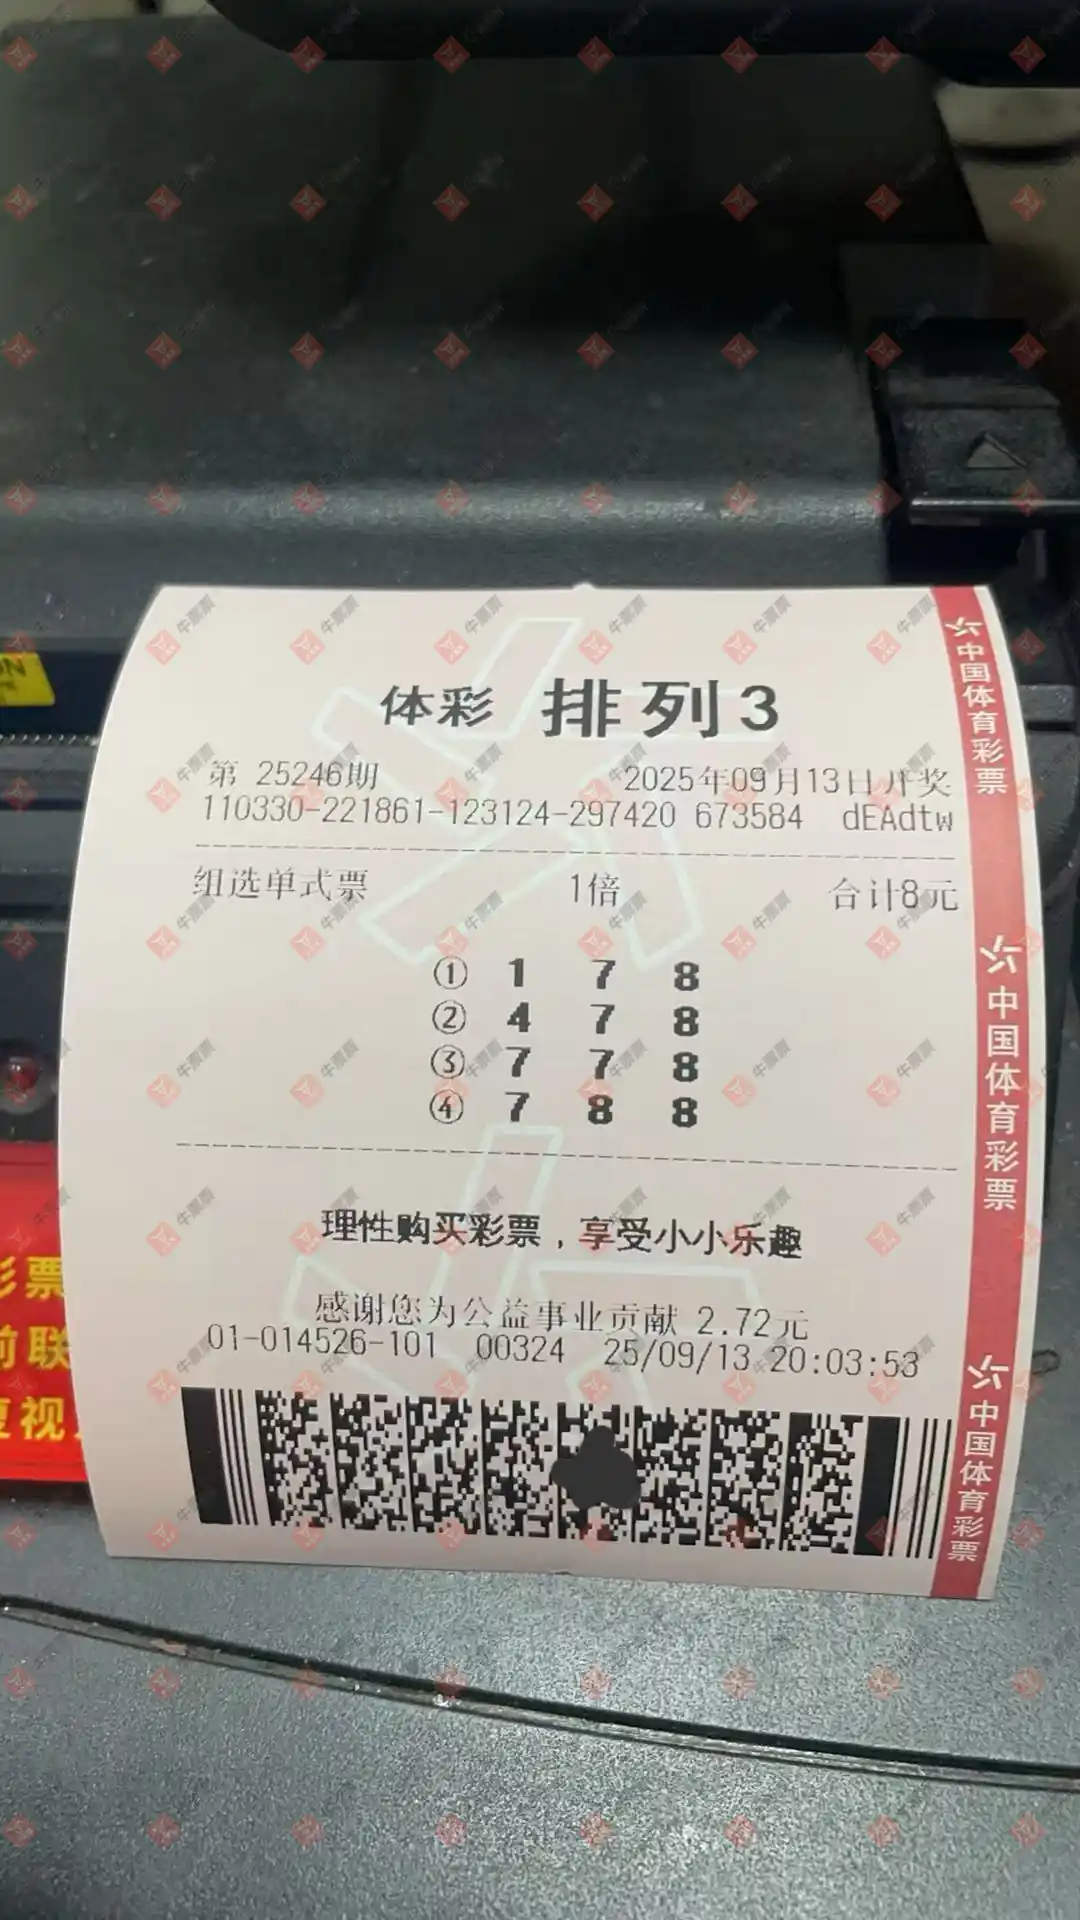 体彩 排列3
第 25246期 2025年09月13日开奖
110330-221861-123124-297420 673584 dEAdtw
组选单式票 1倍 合计8元
① 1 7 8
② 4 7 8
③ 7 7 8
④ 7 8 8
理性购买彩票，享受小小乐趣
感谢您为公益事业贡献 2.72元
01-014526-101 00324 25/09/13 20:03:53
中国体育彩票
中国体育彩票
中国体育彩票
牛票票